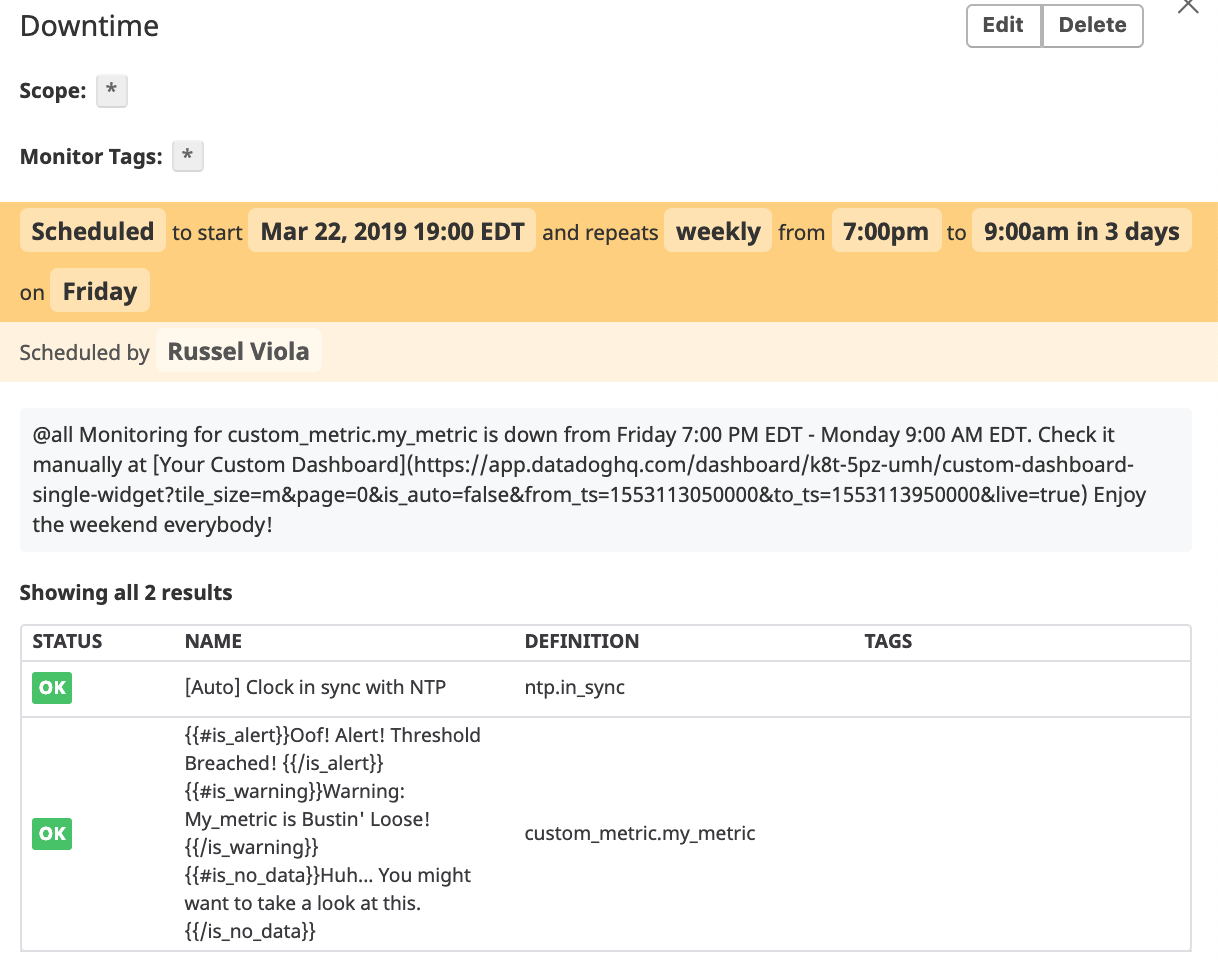 Downtime
Edit
Delete
Scope: *
Monitor Tags: *
Scheduled to start Mar 22, 2019 19:00 EDT and repeats weekly from 7:00pm to 9:00am in 3 days
on Friday
Scheduled by Russel Viola
@all Monitoring for custom_metric.my_metric is down from Friday 7:00 PM EDT - Monday 9:00 AM EDT. Check it
manually at [Your Custom Dashboard](https://app.datadoghq.com/dashboard/k8t-5pz-umh/custom-dashboard-
single-widget?tile_size=m&page=0&is_auto=false&from_ts=1553113050000&to_ts=1553113950000&live=true) Enjoy
the weekend everybody!
Showing all 2 results
STATUS NAME DEFINITION TAGS
OK [Auto] Clock in sync with NTP ntp.in_sync
{{#is_alert}}Oof! Alert! Threshold
Breached! {{/is_alert}}
{{#is_warning}}Warning:
My_metric is Bustin' Loose!
OK {{/is_warning}} custom_metric.my_metric
{{#is_no_data}}Huh... You might
want to take a look at this.
{{/is_no_data}}